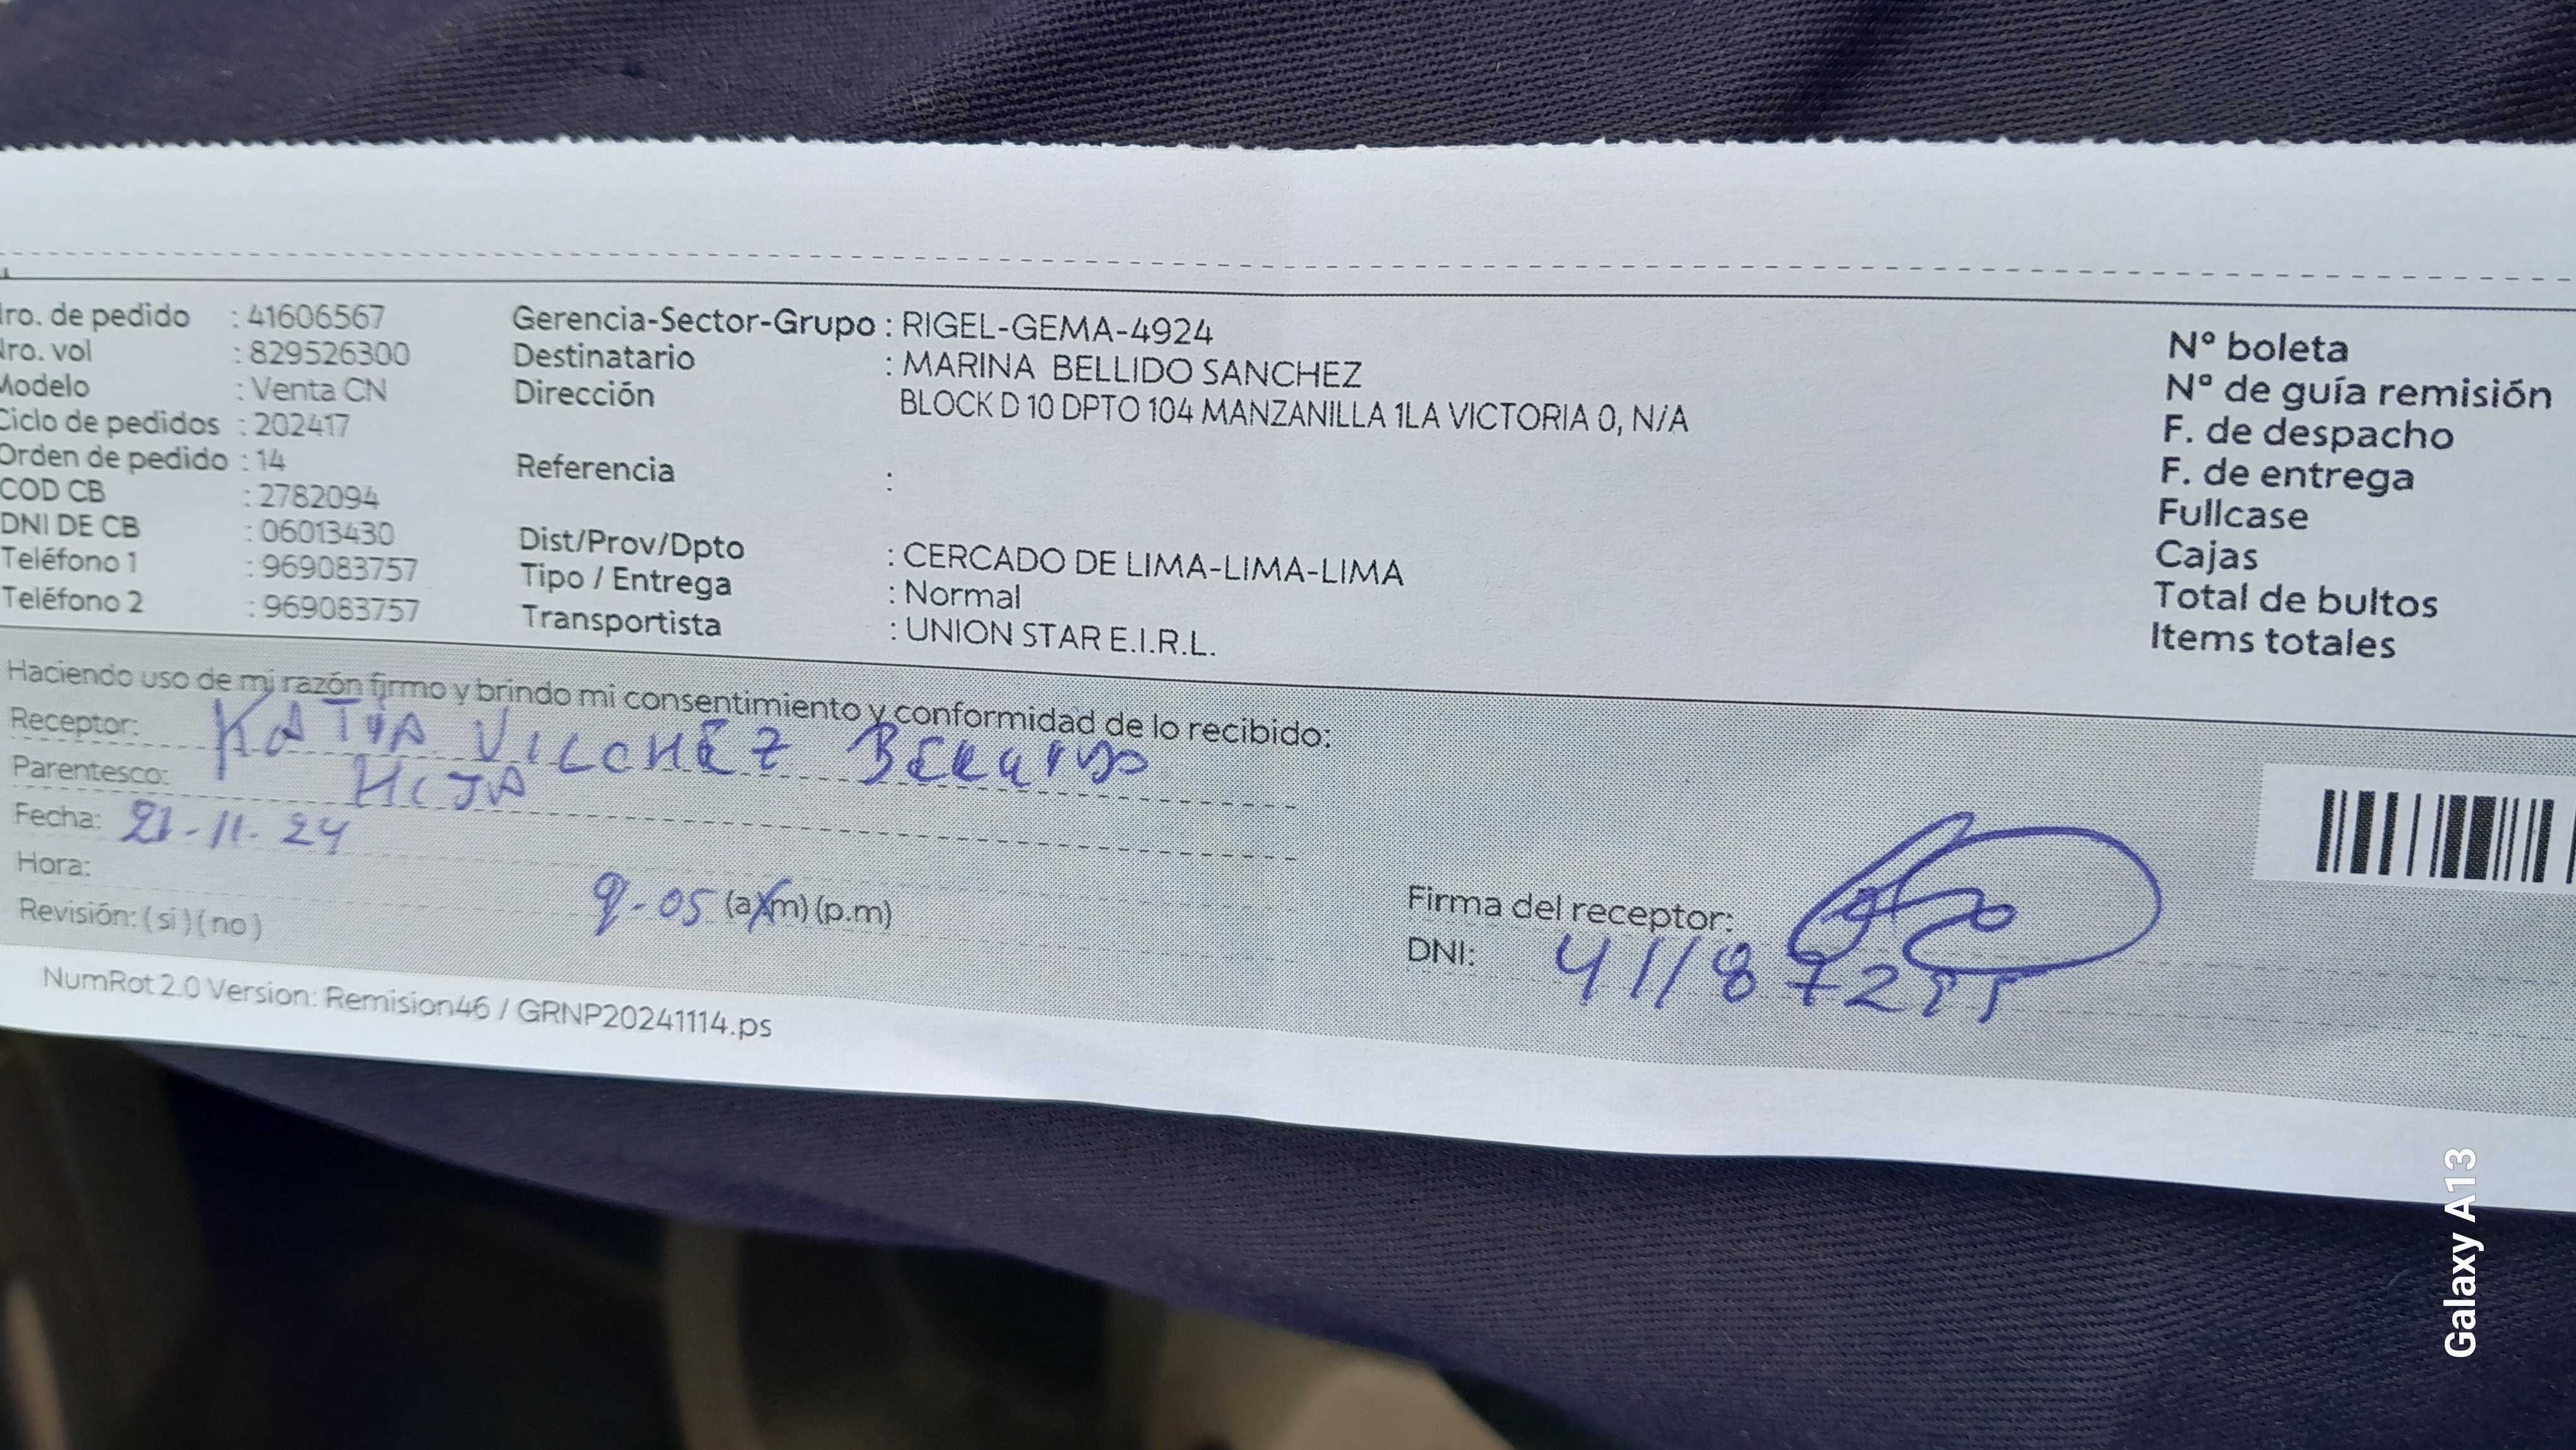 ro. de pedido : 41606567
ro. vol : 829526300
Modelo : Venta CN
Ciclo de pedidos : 202417
Orden de pedido : 14
COD CB : 2782094
DNI DE CB : 06013430
Teléfono 1 : 969083757
Teléfono 2 : 969083757
Gerencia-Sector-Grupo : RIGEL-GEMA-4924
Destinatario : MARINA BELLIDO SANCHEZ
Dirección
BLOCK D 10 DPTO 104 MANZANILLA 1LA VICTORIA 0, N/A
Referencia :
Dist/Prov/Dpto : CERCADO DE LIMA-LIMA-LIMA
Tipo / Entrega : Normal
Transportista : UNION STAR E.I.R.L.
Nº boleta
Nº de guía remisión
F. de despacho
F. de entrega
Fullcase
Cajas
Total de bultos
Items totales
Haciendo uso de mi razón firmo y brindo mi consentimiento y conformidad de lo recibido:
Receptor: KATIA VILCHEZ
Parentesco: HIJA
Fecha: 21-11-24
Hora: 9-05 (a.m) (p.m)
Revisión: (si) (no)
Firma del receptor:
DNI: 41187255
NumRot 2.0 Version: Remision46 / GRNP20241114.ps
Galaxy A13